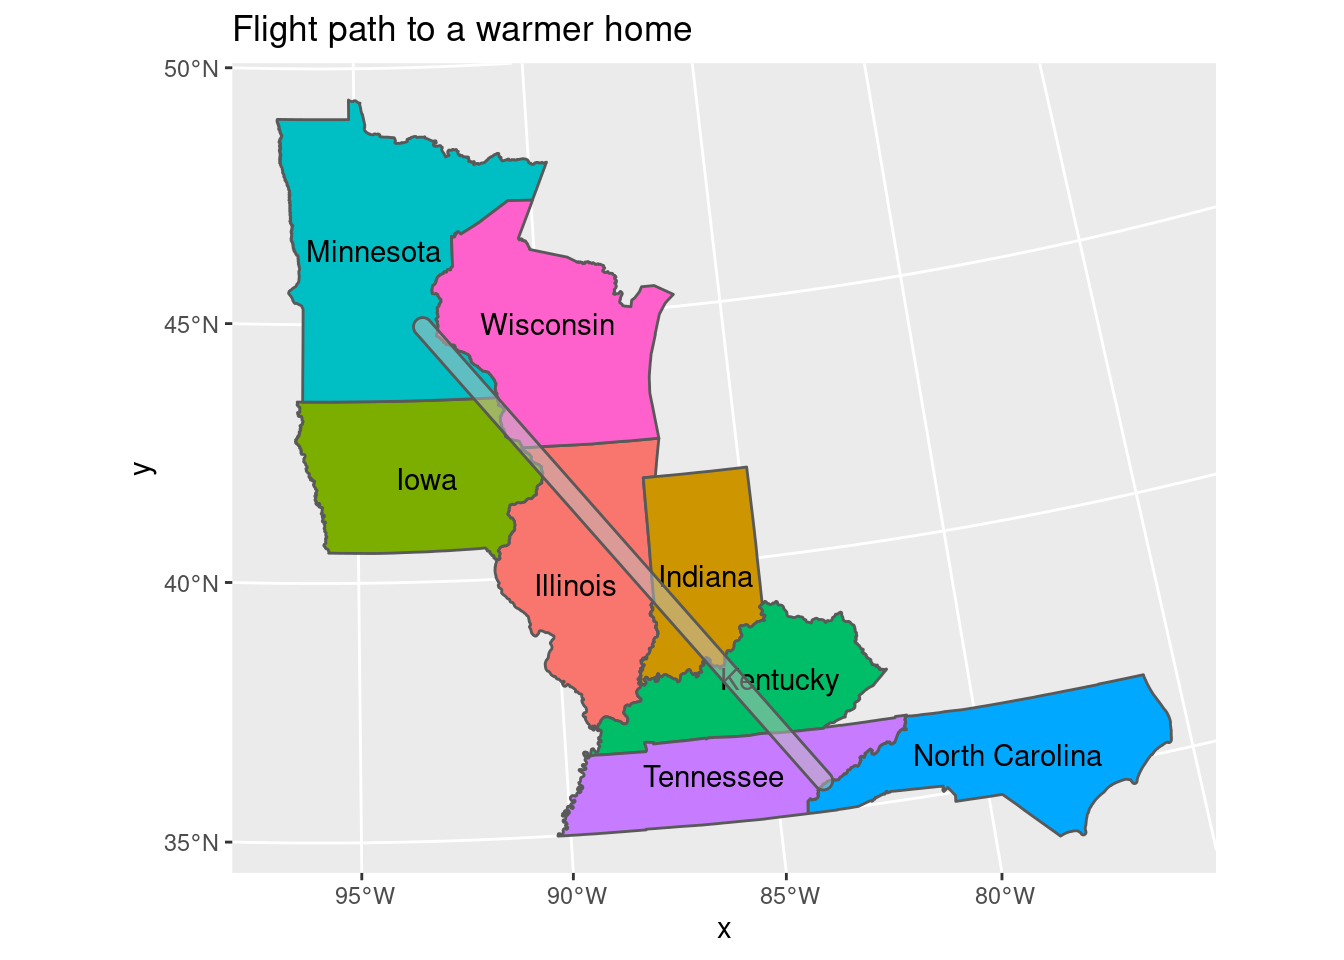 Flight path to a warmer home
50°N
45°N
40°N
35°N
y
Minnesota
Wisconsin
Iowa
Illinois
Indiana
Kentucky
Tennessee
North Carolina
95°W
90°W
85°W
80°W
x